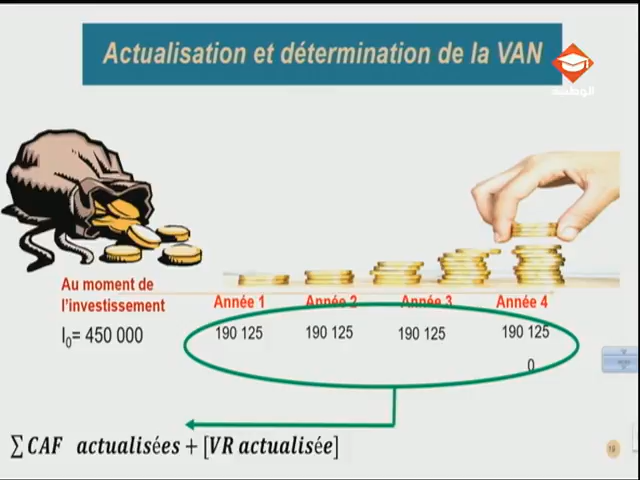 Actualisation et détermination de la VAN
الوطنية
Au moment de
l'investissement
Année 1 Année 2 Année 3 Année 4
I₀= 450 000 190 125 190 125 190 125 190 125
0
∑ CAF actualisées + [VR actualisée]
19